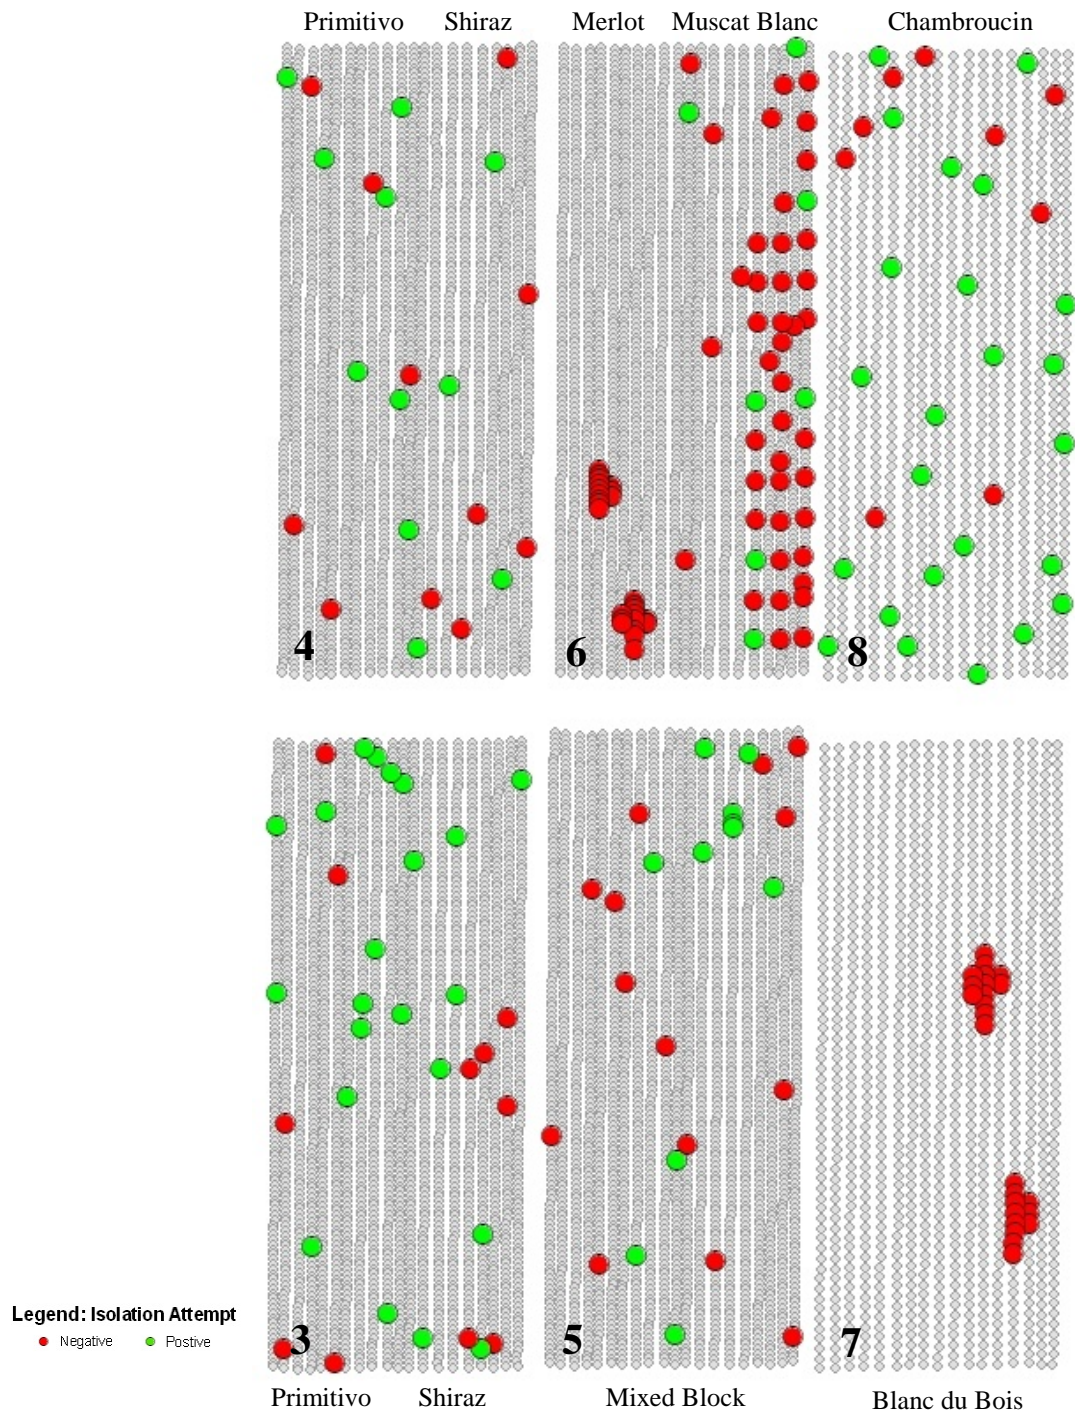 Primitivo Shiraz Merlot Muscat Blanc Chambroucin
4 6 8
Legend: Isolation Attempt
Negative Postive
3 5 7
Primitivo Shiraz Mixed Block Blanc du Bois